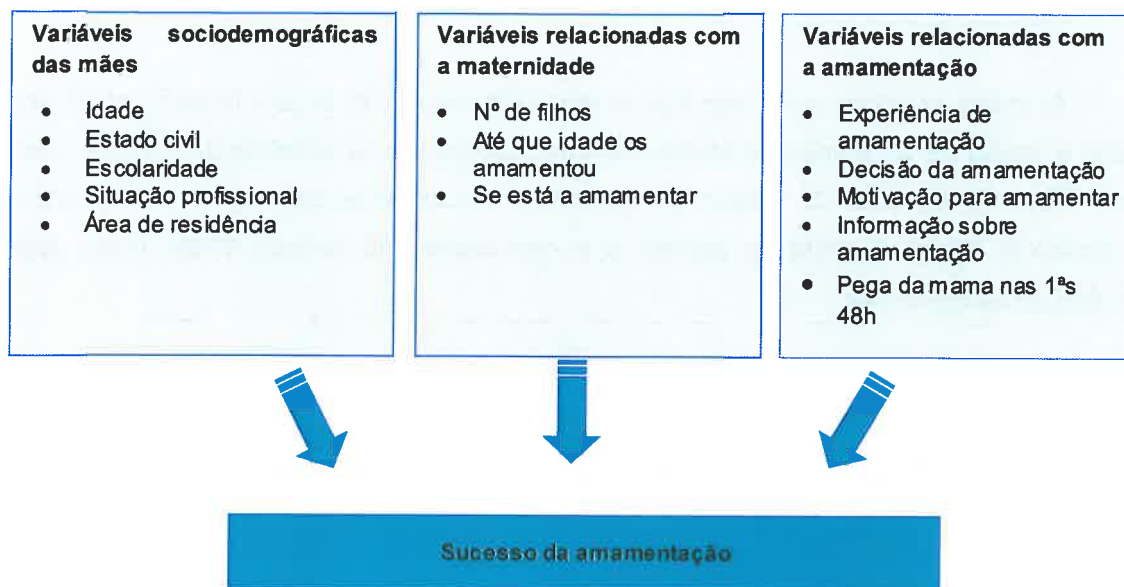 Variáveis sociodemográficas
das mães
• Idade
• Estado civil
• Escolaridade
• Situação profissional
• Área de residência
Variáveis relacionadas com
a maternidade
• Nº de filhos
• Até que idade os
amamentou
• Se está a amamentar
Variáveis relacionadas com
a amamentação
• Experiência de
amamentação
• Decisão da amamentação
• Motivação para amamentar
• Informação sobre
amamentação
• Pega da mama nas 1ªs
48h
Sucesso da amamentação